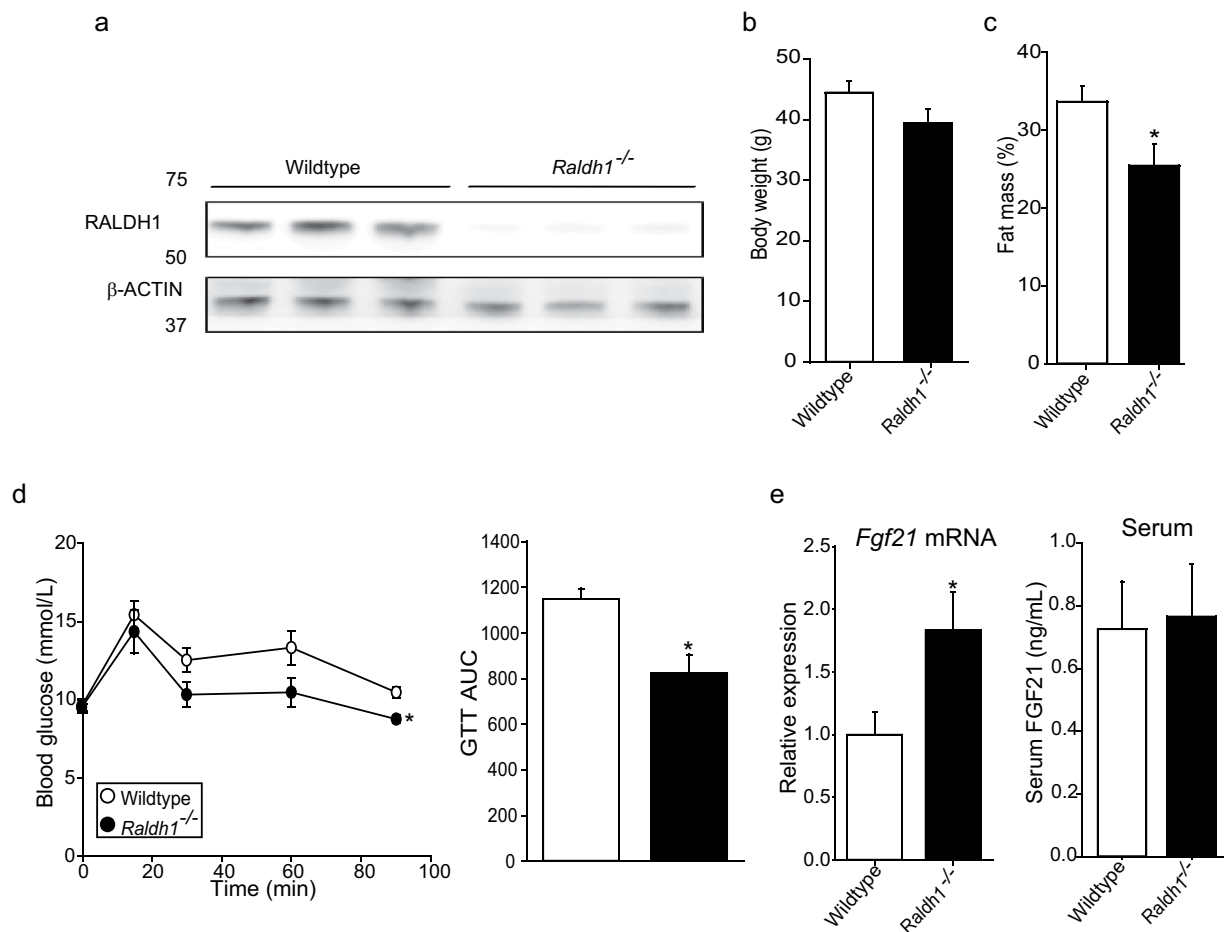 a
Wildtype
Raldh1-/-
75
RALDH1
50
β-ACTIN
37
b
Body weight (g)
50
40
30
20
10
0
Wildtype
Raldh1-/-
c
Fat mass (%)
40
30
20
10
0
*
Wildtype
Raldh1-/-
d
Blood glucose (mmol/L)
20
15
10
5
0
*
Wildtype
Raldh1-/-
0 20 40 60 80 100
Time (min)
GTT AUC
1400
1200
1000
800
600
400
200
0
*
e
Fgf21 mRNA
Relative expression
2.5
2.0
1.5
1.0
0.5
0.0
*
Wildtype
Raldh1-/-
Serum
Serum FGF21 (ng/mL)
1.0
0.8
0.6
0.4
0.2
0.0
Wildtype
Raldh1-/-